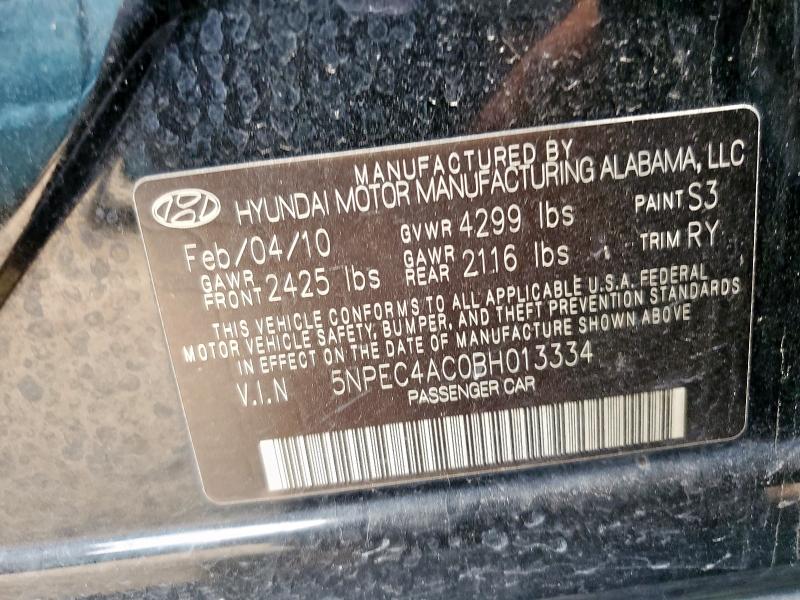 MANUFACTURED BY
HYUNDAI MOTOR MANUFACTURING ALABAMA, LLC
Feb/04/10 GVWR 4299 lbs PAINT S3
GAWR FRONT 2425 lbs GAWR REAR 2116 lbs TRIM RY
THIS VEHICLE CONFORMS TO ALL APPLICABLE U.S.A. FEDERAL
MOTOR VEHICLE SAFETY, BUMPER, AND THEFT PREVENTION STANDARDS
IN EFFECT ON THE DATE OF MANUFACTURE SHOWN ABOVE
V.I.N 5NPEC4AC0BH013334
PASSENGER CAR